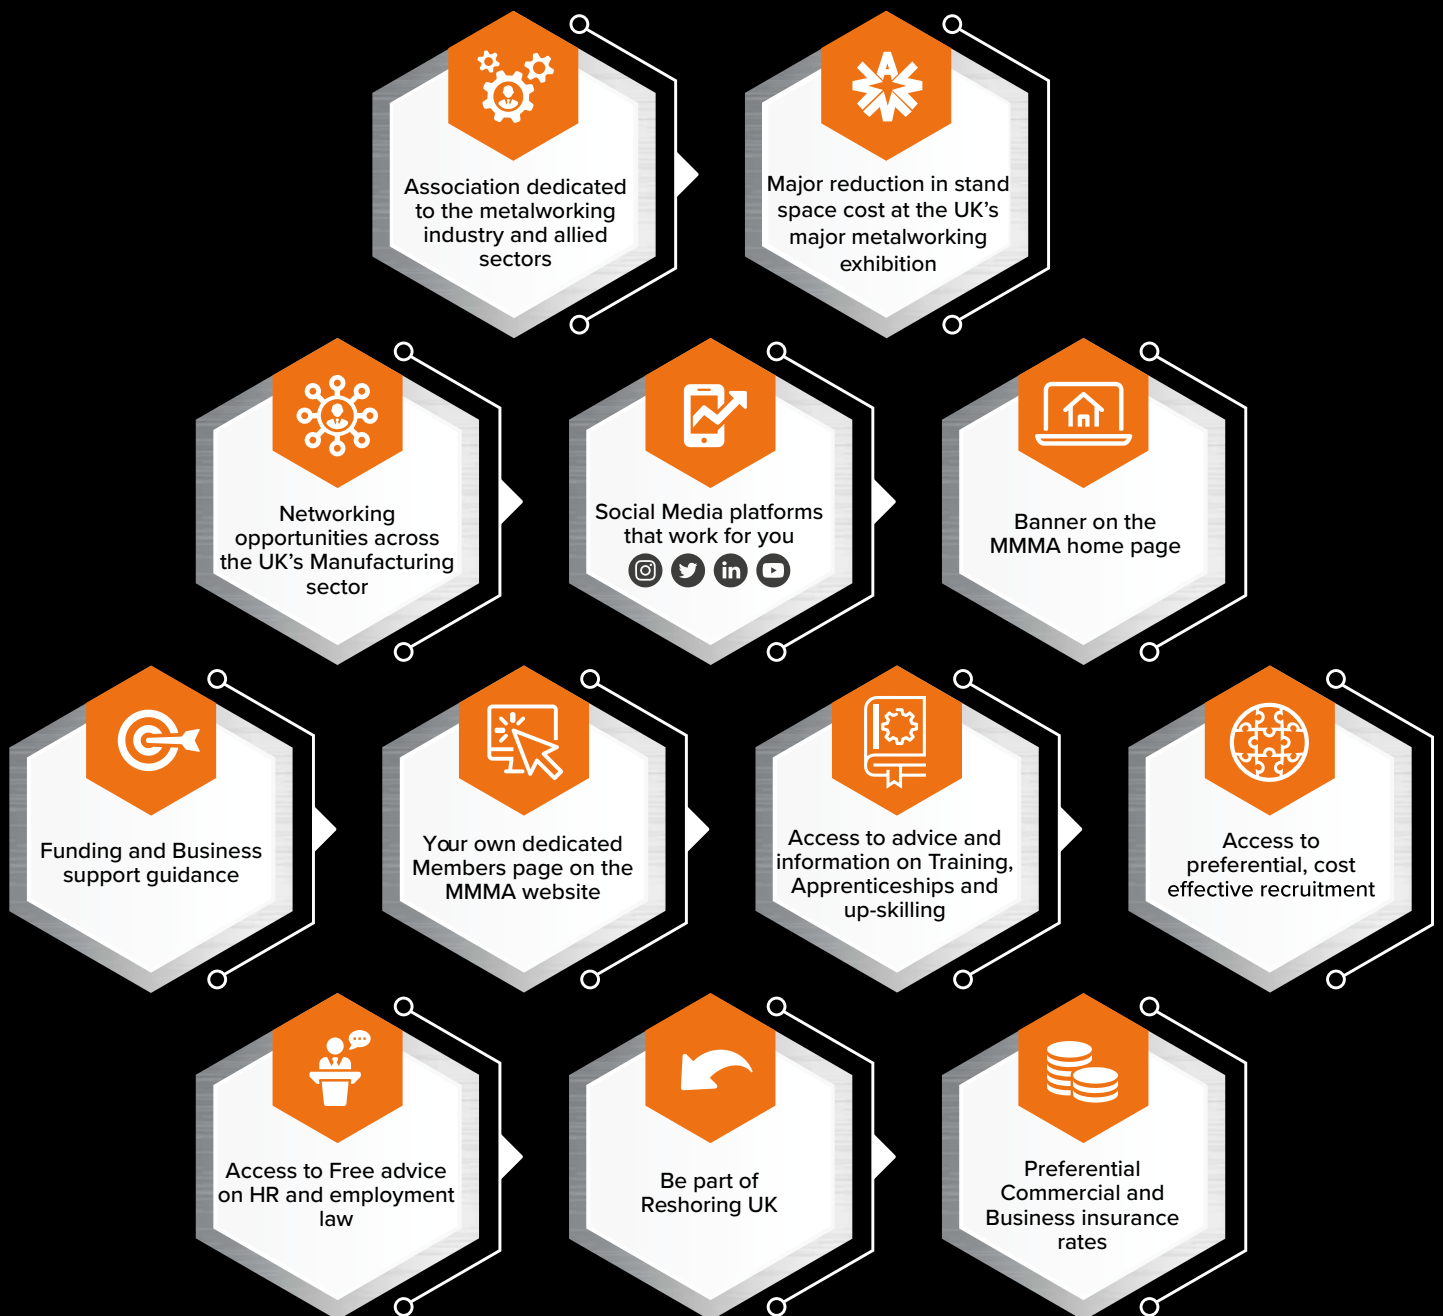 Association dedicated
to the metalworking
industry and allied
sectors
Major reduction in stand
space cost at the UK's
major metalworking
exhibition
Networking
opportunities across
the UK's Manufacturing
sector
Social Media platforms
that work for you
in
Banner on the
MMMA home page
Funding and Business
support guidance
Your own dedicated
Members page on the
MMMA website
Access to advice and
information on Training,
Apprenticeships and
up-skilling
Access to
preferential, cost
effective recruitment
Access to Free advice
on HR and employment
law
Be part of
Reshoring UK
Preferential
Commercial and
Business insurance
rates